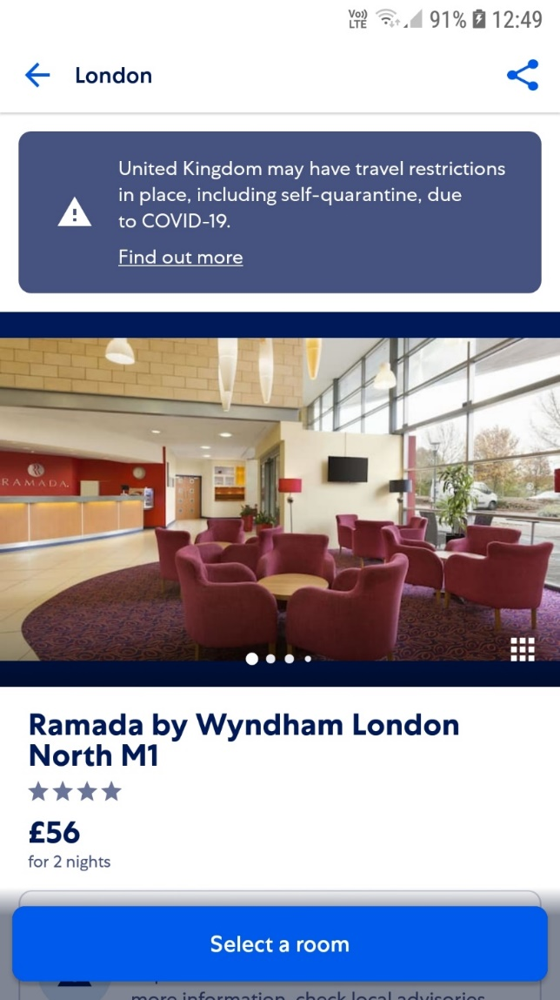 Vo)) LTE 91% 12:49
London
United Kingdom may have travel restrictions
in place, including self-quarantine, due
to COVID-19.
Find out more
RAMADA.
Ramada by Wyndham London
North M1
£56
for 2 nights
Select a room
more information, check local advisories